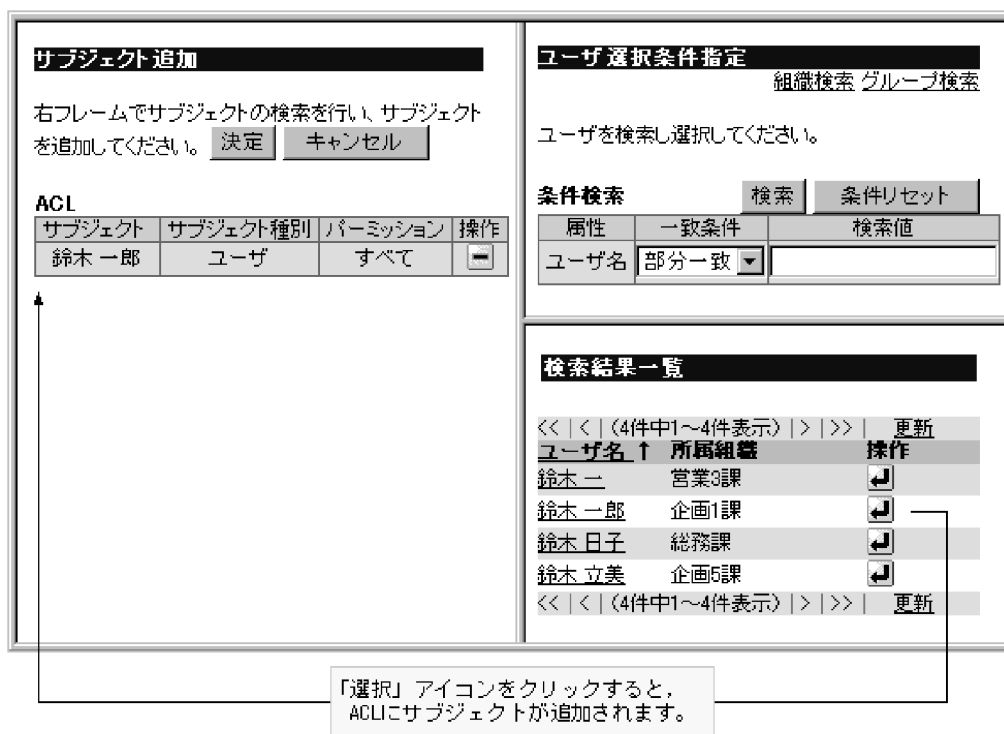 サブジェクト追加
右フレームでサブジェクトの検索を行い、サブジェクト
を追加してください。 決定 キャンセル
ACL
サブジェクト サブジェクト種別 パーミッション 操作
鈴木 一郎 ユーザ すべて
ユーザ選択条件指定
組織検索 グループ検索
ユーザを検索し選択してください。
条件検索 検索 条件リセット
属性 一致条件 検索値
ユーザ名 部分一致
検索結果一覧
<< | < | (4件中1～4件表示) | > | >> | 更新
ユーザ名 ↑ 所属組織 操作
鈴木 一 営業3課
鈴木 一郎 企画1課
鈴木 日子 総務課
鈴木 立美 企画5課
<< | < | (4件中1～4件表示) | > | >> | 更新
「選択」アイコンをクリックすると，
ACLにサブジェクトが追加されます。